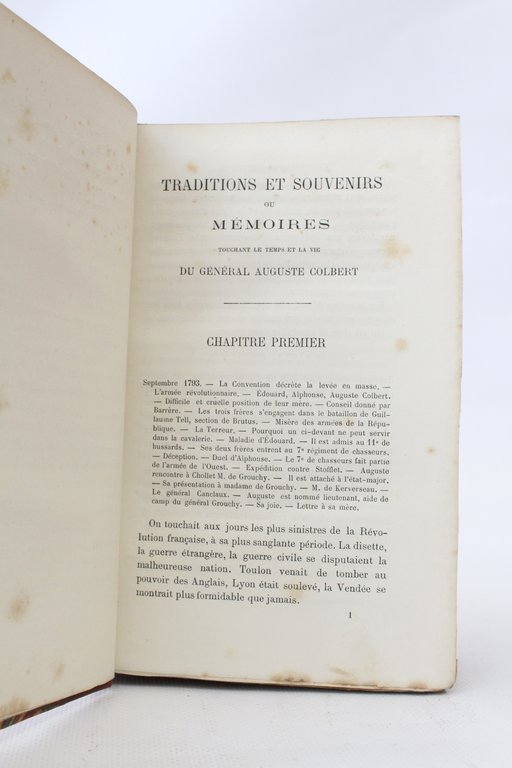 TRADITIONS ET SOUVENIRS
OU
MÉMOIRES
TOUCHANT LE TEMPS ET LA VIE
DU GÉNÉRAL AUGUSTE COLBERT
CHAPITRE PREMIER
Septembre 1793. — La Convention décrète la levée en masse. —
L'armée révolutionnaire. — Édouard, Alphonse, Auguste Colbert.
— Difficile et cruelle position de leur mère. — Conseil donné par
Barrère. — Les trois frères s'engagent dans le bataillon de Guil-
laume Tell, section de Brutus. — Misère des armées de la Répu-
blique. — La Terreur. — Pourquoi un ci-devant ne peut servir
dans la cavalerie. — Maladie d'Édouard. — Il est admis au 11e de
hussards. — Ses deux frères entrent au 7e régiment de chasseurs.
— Déception. — Duel d'Alphonse. — Le 7e de chasseurs fait partie
de l'armée de l'Ouest. — Expédition contre Stofflet. — Auguste
rencontre à Chollet M. de Grouchy. — Il est attaché à l'état-major.
— Sa présentation à madame de Grouchy. — M. de Kerverseau. —
Le général Canclaux. — Auguste est nommé lieutenant, aide de
camp du général Grouchy. — Sa joie. — Lettre à sa mère.
On touchait aux jours les plus sinistres de la Révo-
lution française, à sa plus sanglante période. La disette,
la guerre étrangère, la guerre civile se disputaient la
malheureuse nation. Toulon venait de tomber au
pouvoir des Anglais, Lyon était soulevé, la Vendée se
montrait plus formidable que jamais.
1